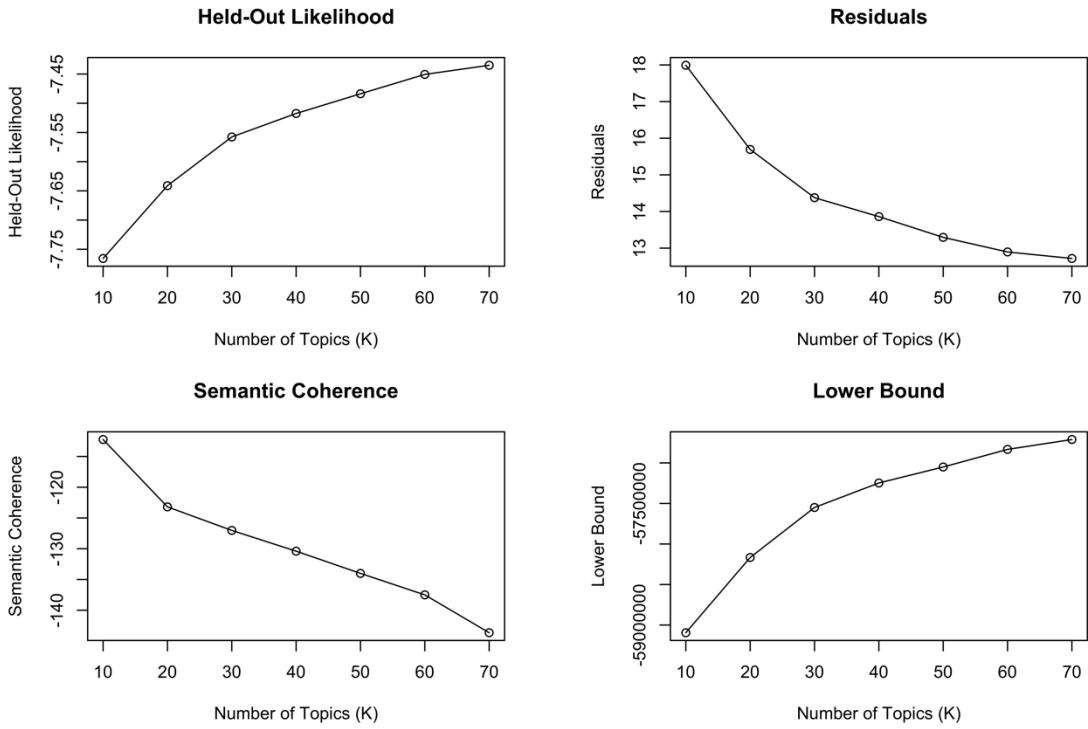 Held-Out Likelihood
Held-Out Likelihood
-7.45
-7.55
-7.65
-7.75
10 20 30 40 50 60 70
Number of Topics (K)
Residuals
Residuals
18
17
16
15
14
13
10 20 30 40 50 60 70
Number of Topics (K)
Semantic Coherence
Semantic Coherence
-120
-130
-140
10 20 30 40 50 60 70
Number of Topics (K)
Lower Bound
Lower Bound
-57500000
-59000000
10 20 30 40 50 60 70
Number of Topics (K)